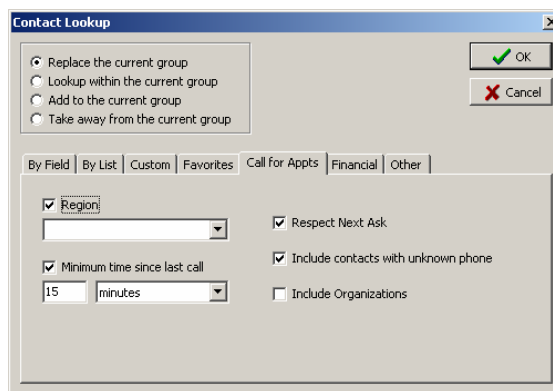 Contact Lookup
Replace the current group
Lookup within the current group
Add to the current group
Take away from the current group
OK
Cancel
By Field By List Custom Favorites Call for Appts Financial Other
Region
Minimum time since last call
15 minutes
Respect Next Ask
Include contacts with unknown phone
Include Organizations